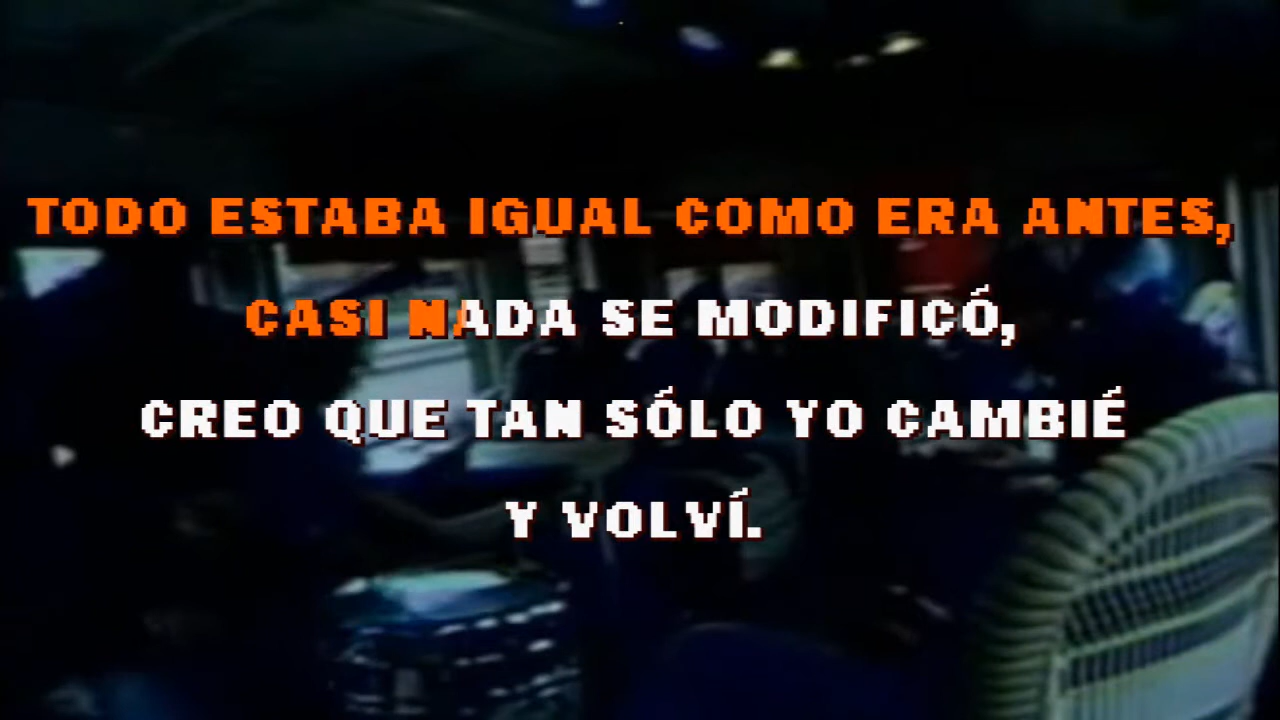 TODO ESTABA IGUAL COMO ERA ANTES,
CASI NADA SE MODIFICÓ,
CREO QUE TAN SÓLO YO CAMBIÉ
Y VOLVÍ.